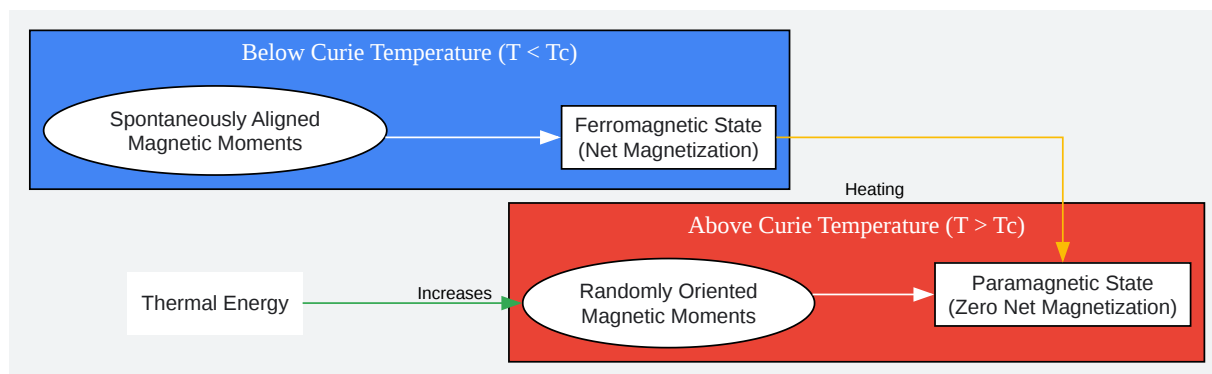 Below Curie Temperature (T < Tc)
Spontaneously Aligned
Magnetic Moments
Ferromagnetic State
(Net Magnetization)
Heating
Above Curie Temperature (T > Tc)
Thermal Energy
Increases
Randomly Oriented
Magnetic Moments
Paramagnetic State
(Zero Net Magnetization)